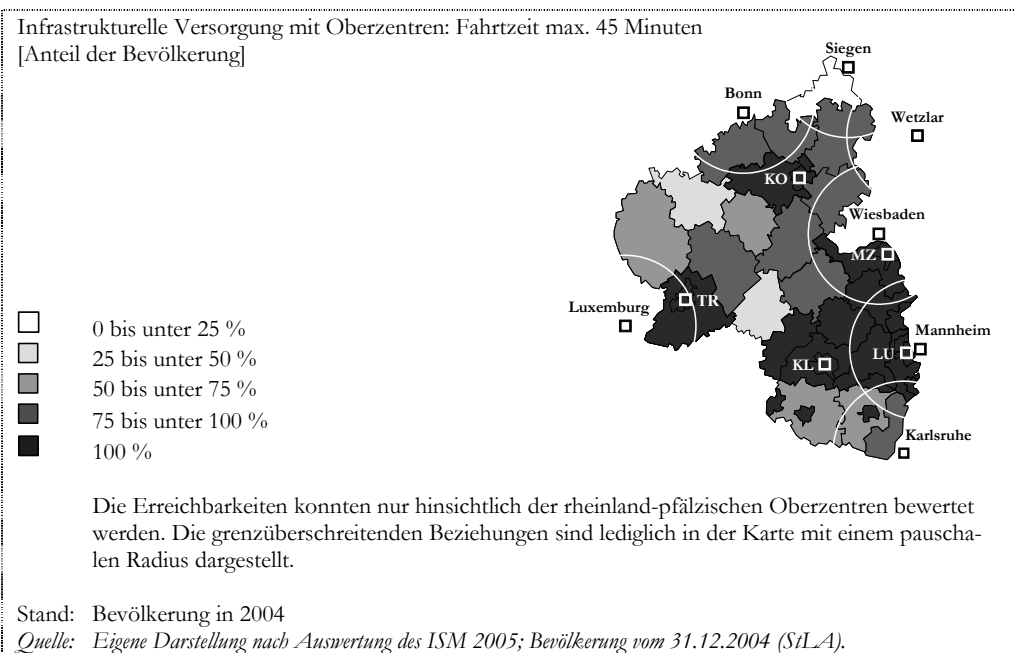 Infrastrukturelle Versorgung mit Oberzentren: Fahrtzeit max. 45 Minuten
[Anteil der Bevölkerung]
Siegen
Bonn
Wetzlar
KO
Wiesbaden
MZ
Luxemburg
TR
Mannheim
LU
KL
Karlsruhe
0 bis unter 25 %
25 bis unter 50 %
50 bis unter 75 %
75 bis unter 100 %
100 %
Die Erreichbarkeiten konnten nur hinsichtlich der rheinland-pfälzischen Oberzentren bewertet
werden. Die grenzüberschreitenden Beziehungen sind lediglich in der Karte mit einem pauscha-
len Radius dargestellt.
Stand: Bevölkerung in 2004
Quelle: Eigene Darstellung nach Auswertung des ISM 2005; Bevölkerung vom 31.12.2004 (StLA).